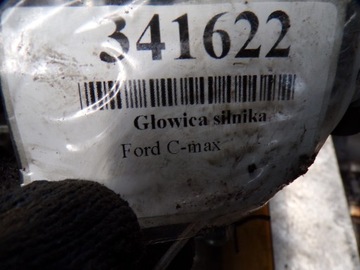 341622
Glowica silnika
Ford C-max